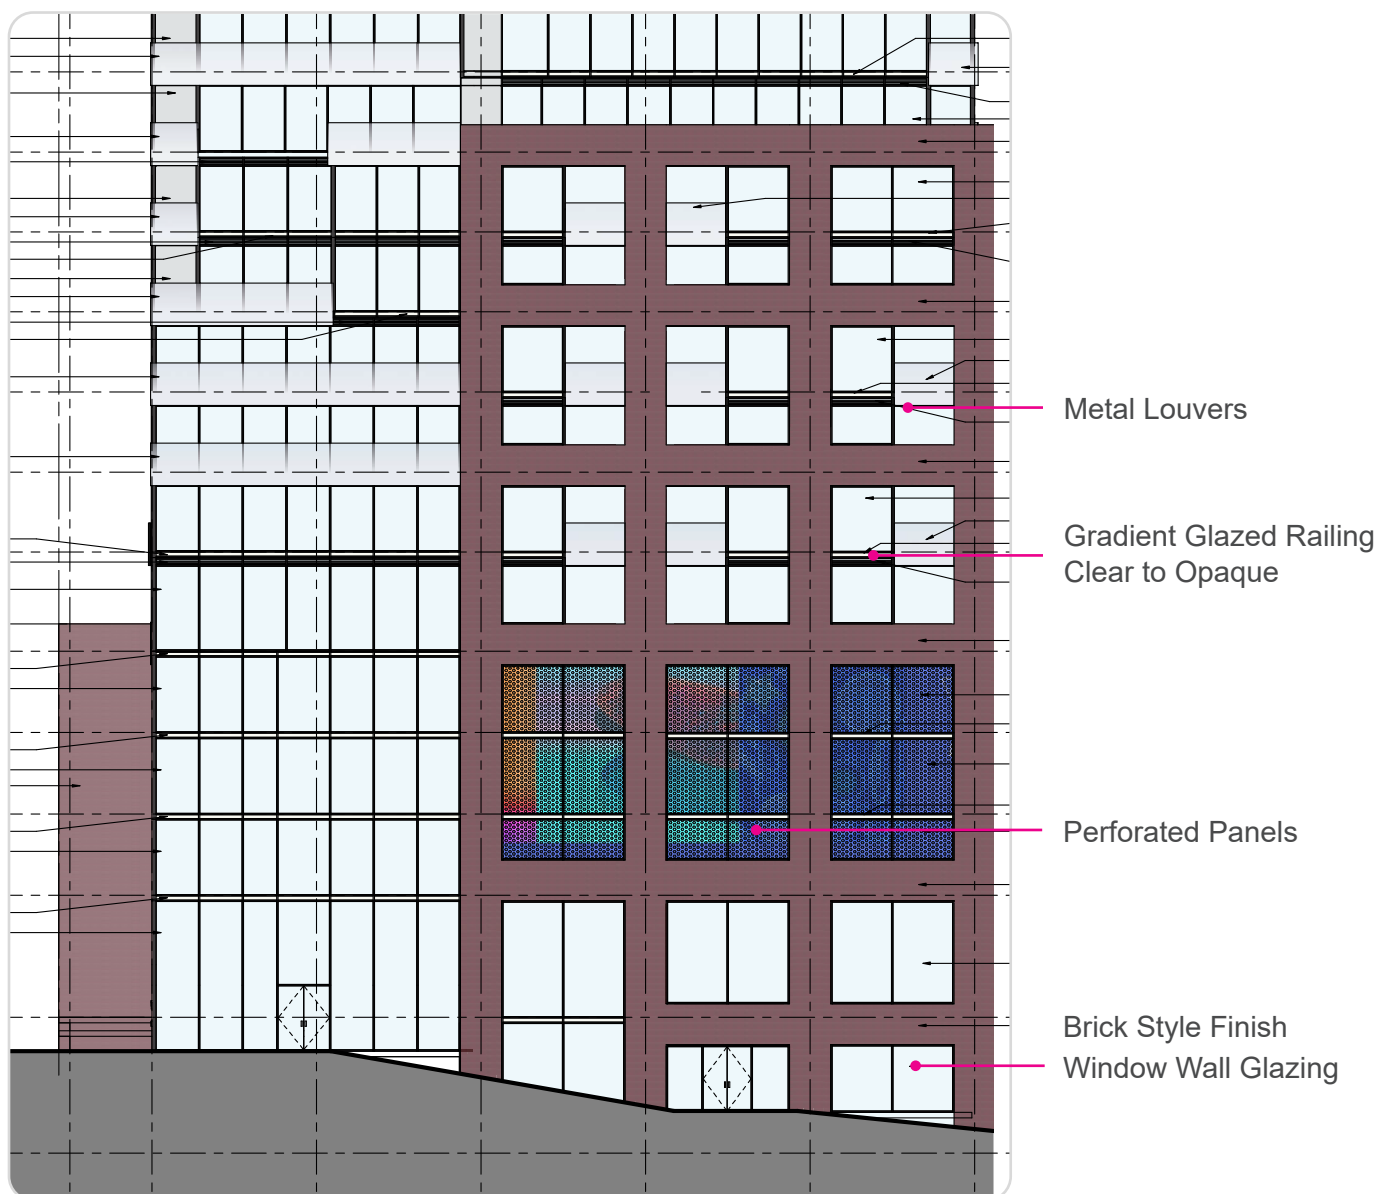 Metal Louvers
Gradient Glazed Railing
Clear to Opaque
Perforated Panels
Brick Style Finish
Window Wall Glazing